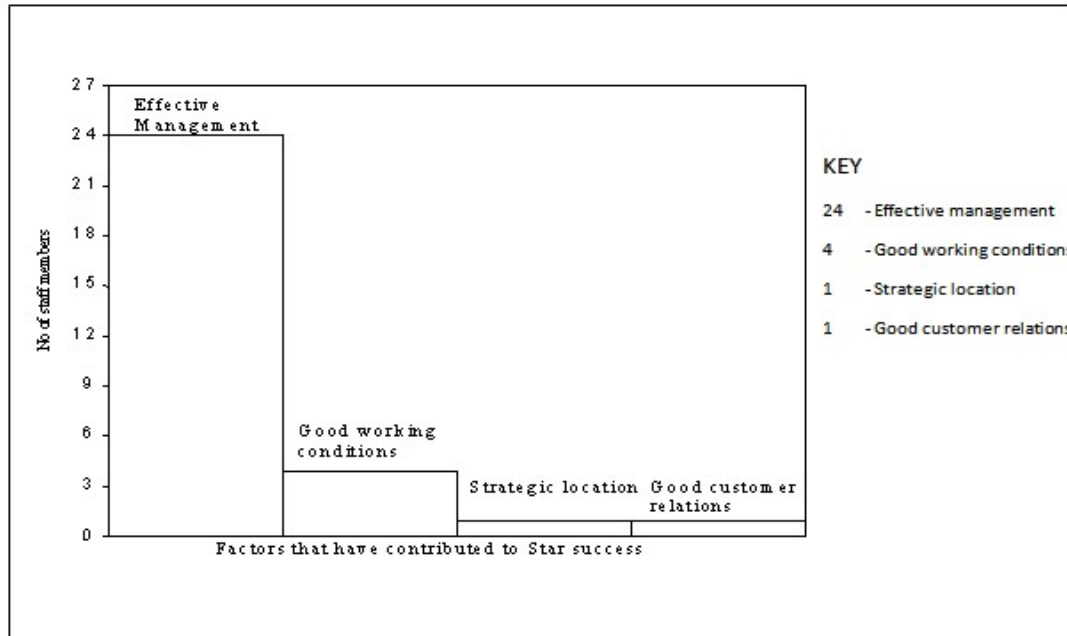 27
Effective
Management
24
21
18
15
12
9
6
3
0
No of staff members
Good working
conditions
Strategic location
Good customer
relations
Factors that have contributed to Star success
KEY
24 - Effective management
4 - Good working conditions
1 - Strategic location
1 - Good customer relations